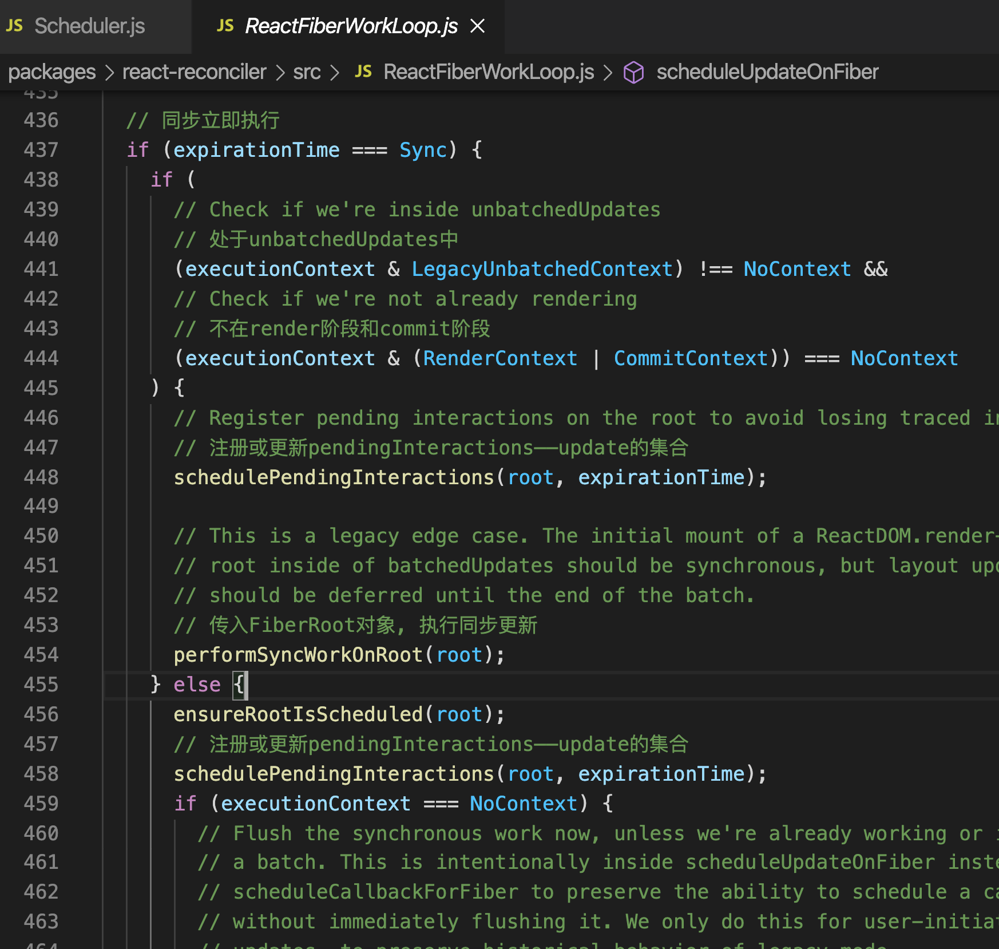 JS Scheduler.js JS ReactFiberWorkLoop.js
packages > react-reconciler > src > JS ReactFiberWorkLoop.js > scheduleUpdateOnFiber
435
436 // 同步立即执行
437 if (expirationTime === Sync) {
438 if (
439 // Check if we're inside unbatchedUpdates
440 // 处于unbatchedUpdates中
441 (executionContext & LegacyUnbatchedContext) !== NoContext &&
442 // Check if we're not already rendering
443 // 不在render阶段和commit阶段
444 (executionContext & (RenderContext | CommitContext)) === NoContext
445 ) {
446 // Register pending interactions on the root to avoid losing traced in
447 // 注册或更新pendingInteractions——update的集合
448 schedulePendingInteractions(root, expirationTime);
449
450 // This is a legacy edge case. The initial mount of a ReactDOM.render-
451 // root inside of batchedUpdates should be synchronous, but layout upd
452 // should be deferred until the end of the batch.
453 // 传入FiberRoot对象, 执行同步更新
454 performSyncWorkOnRoot(root);
455 } else {
456 ensureRootIsScheduled(root);
457 // 注册或更新pendingInteractions——update的集合
458 schedulePendingInteractions(root, expirationTime);
459 if (executionContext === NoContext) {
460 // Flush the synchronous work now, unless we're already working or i
461 // a batch. This is intentionally inside scheduleUpdateOnFiber inste
462 // scheduleCallbackForFiber to preserve the ability to schedule a ca
463 // without immediately flushing it. We only do this for user-initiat
464 // updates, to preserve historical behavior of legacy mode.